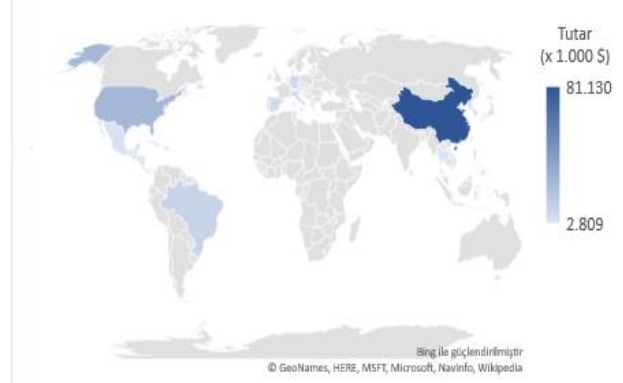 Tutar
(x 1.000 $)
81.130
2.809
Bing ile güçlendirilmiştir
© GeoNames, HERE, MSFT, Microsoft, NavInfo, Wikipedia